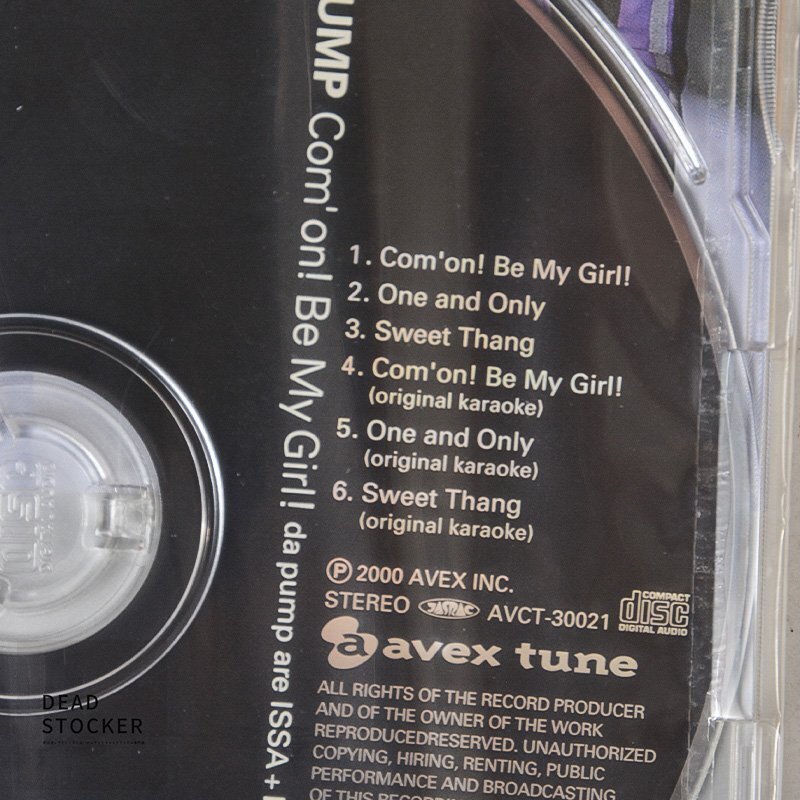 UMP Com'on! Be My Girl! da pump are ISSA +
1. Com'on! Be My Girl!
2. One and Only
3. Sweet Thang
4. Com'on! Be My Girl!
(original karaoke)
5. One and Only
(original karaoke)
6. Sweet Thang
(original karaoke)
Ⓟ 2000 AVEX INC.
STEREO JASRAC AVCT-30021
COMPACT
disc
DIGITAL AUDIO
a avex tune
ALL RIGHTS OF THE RECORD PRODUCER
AND OF THE OWNER OF THE WORK
REPRODUCEDRESERVED. UNAUTHORIZED
COPYING, HIRING, RENTING, PUBLIC
PERFORMANCE AND BROADCASTING
OF THIS
DEAD
STOCKER